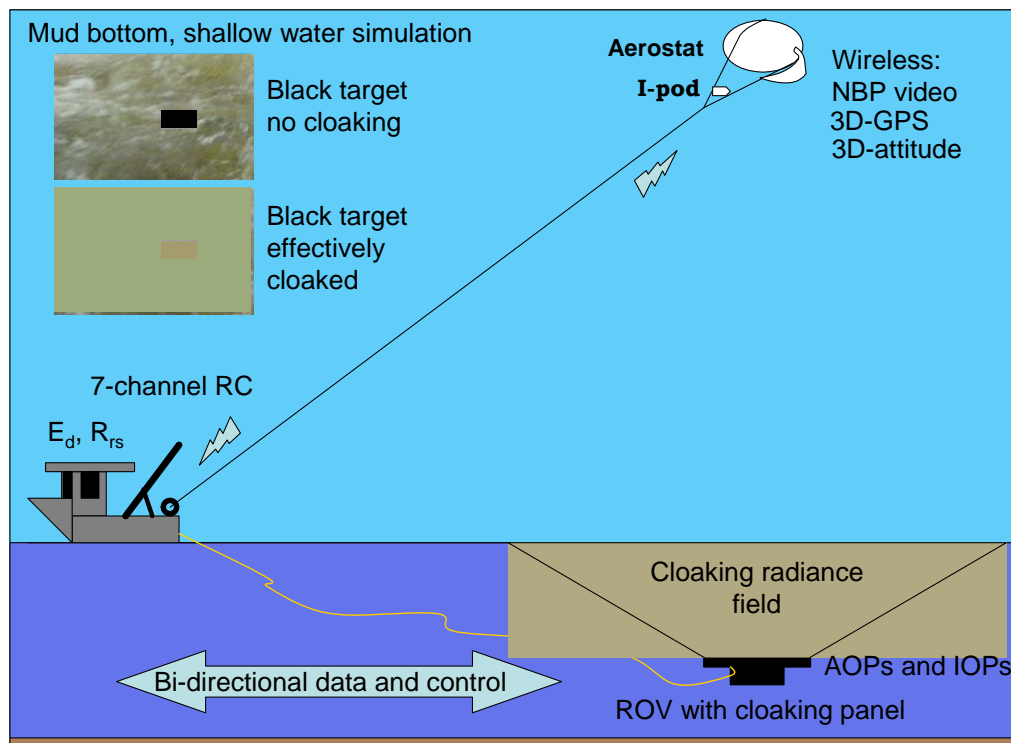 Mud bottom, shallow water simulation
Black target
no cloaking
Black target
effectively
cloaked
Aerostat
I-pod
Wireless:
NBP video
3D-GPS
3D-attitude
7-channel RC
E_d, R_rs
Cloaking radiance
field
AOPs and IOPs
Bi-directional data and control
ROV with cloaking panel